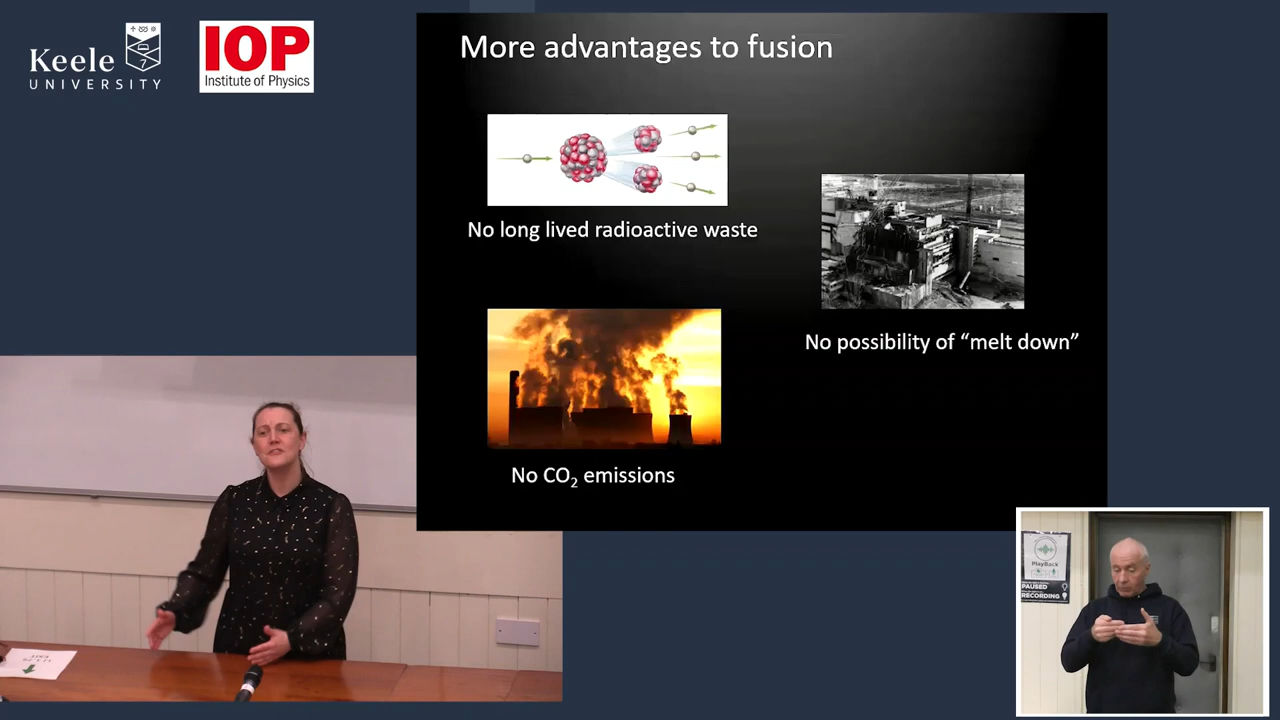 Keele
UNIVERSITY
IOP
Institute of Physics
More advantages to fusion
No long lived radioactive waste
No possibility of “melt down”
No CO₂ emissions
PlayBack
PAUSED
RECORDING